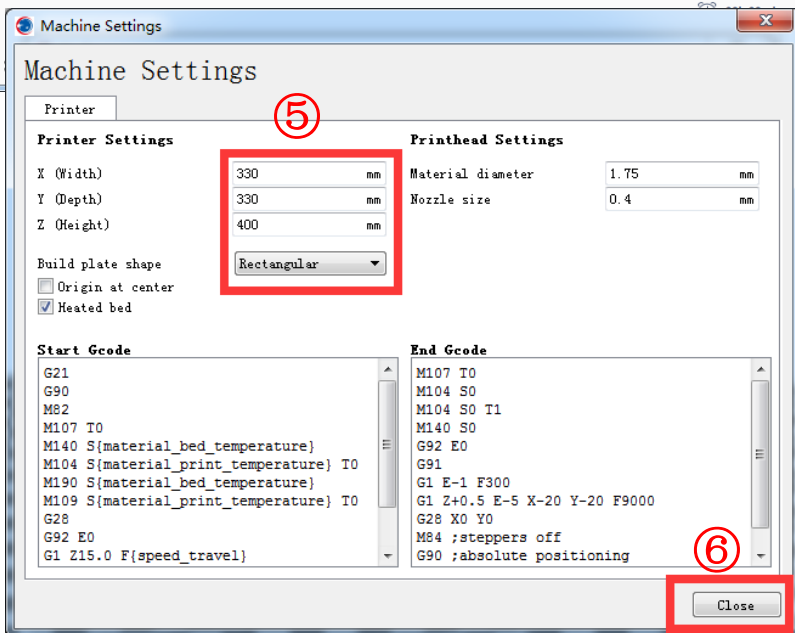 Machine Settings
Machine Settings
Printer
⑤
Printer Settings
X (Width) 330 mm
Y (Depth) 330 mm
Z (Height) 400 mm
Build plate shape Rectangular
Origin at center
Heated bed
Printhead Settings
Material diameter 1.75 mm
Nozzle size 0.4 mm
Start Gcode
G21
G90
M82
M107 T0
M140 S{material_bed_temperature}
M104 S{material_print_temperature} T0
M190 S{material_bed_temperature}
M109 S{material_print_temperature} T0
G28
G92 E0
G1 Z15.0 F{speed_travel}
End Gcode
M107 T0
M104 S0
M104 S0 T1
M140 S0
G92 E0
G91
G1 E-1 F300
G1 Z+0.5 E-5 X-20 Y-20 F9000
G28 X0 Y0
M84 ;steppers off
G90 ;absolute positioning
⑥
Close